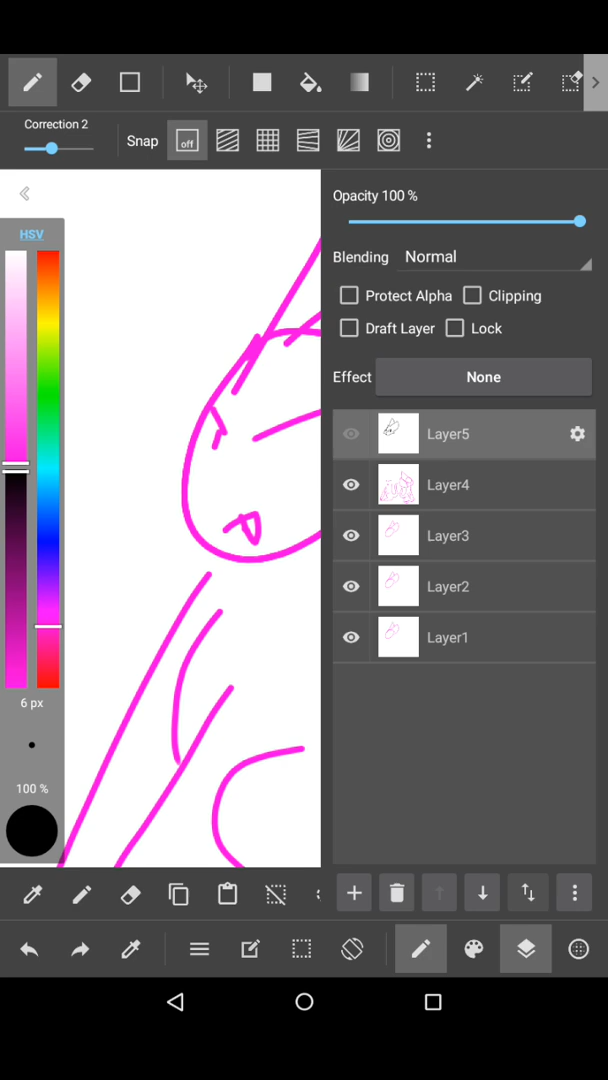 Correction 2
Snap
off
HSV
Opacity 100 %
Blending
Normal
Protect Alpha
Clipping
Draft Layer
Lock
Effect
None
Layer5
Layer4
Layer3
Layer2
Layer1
6 px
100 %